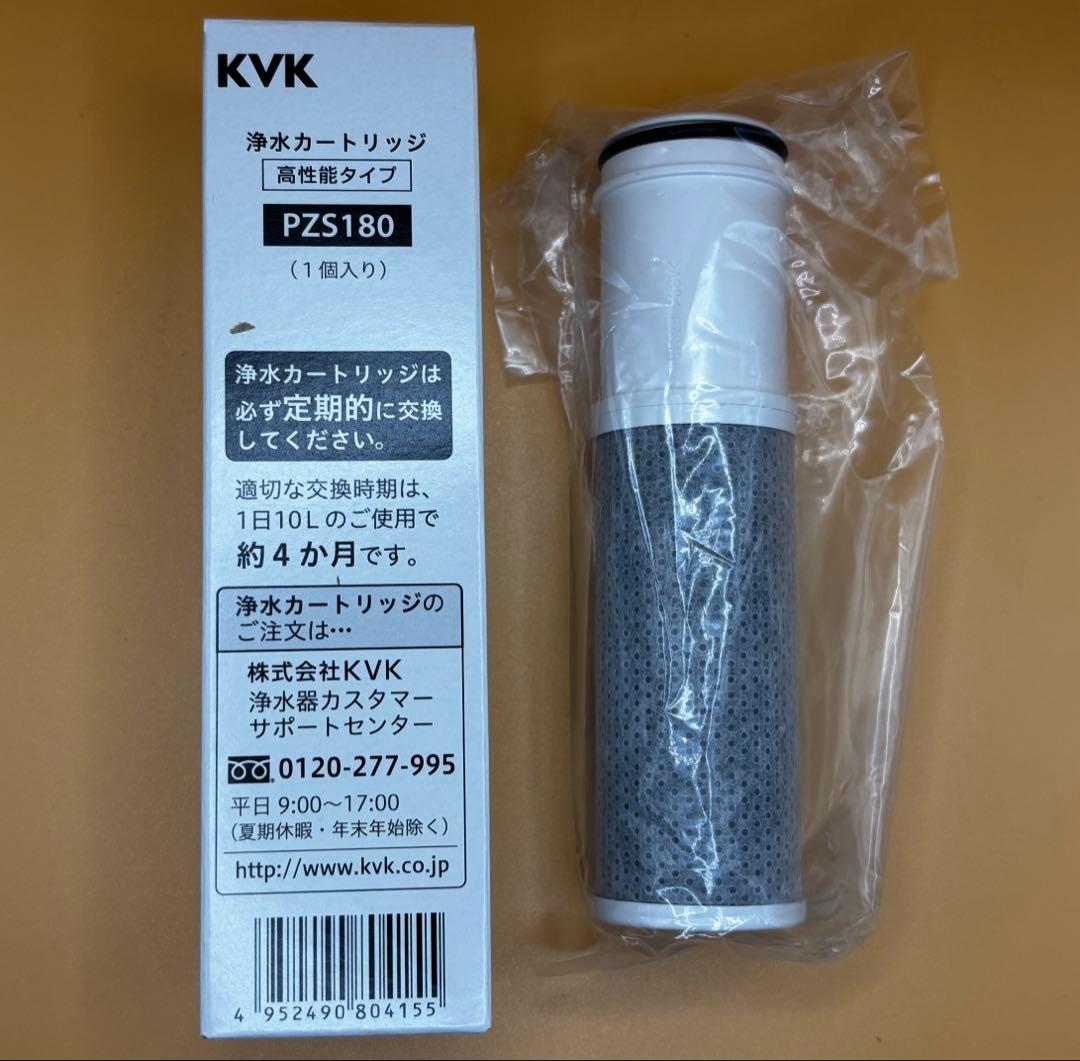 KVK
浄水カートリッジ
高性能タイプ
PZS180
（１個入り）
浄水カートリッジは
必ず定期的に交換
してください。
適切な交換時期は、
1日10Lのご使用で
約4か月です。
浄水カートリッジの
ご注文は…
株式会社KVK
浄水器カスタマー
サポートセンター
0120-277-995
平日 9:00～17:00
（夏期休暇・年末年始除く）
http://www.kvk.co.jp
4 952490 804155